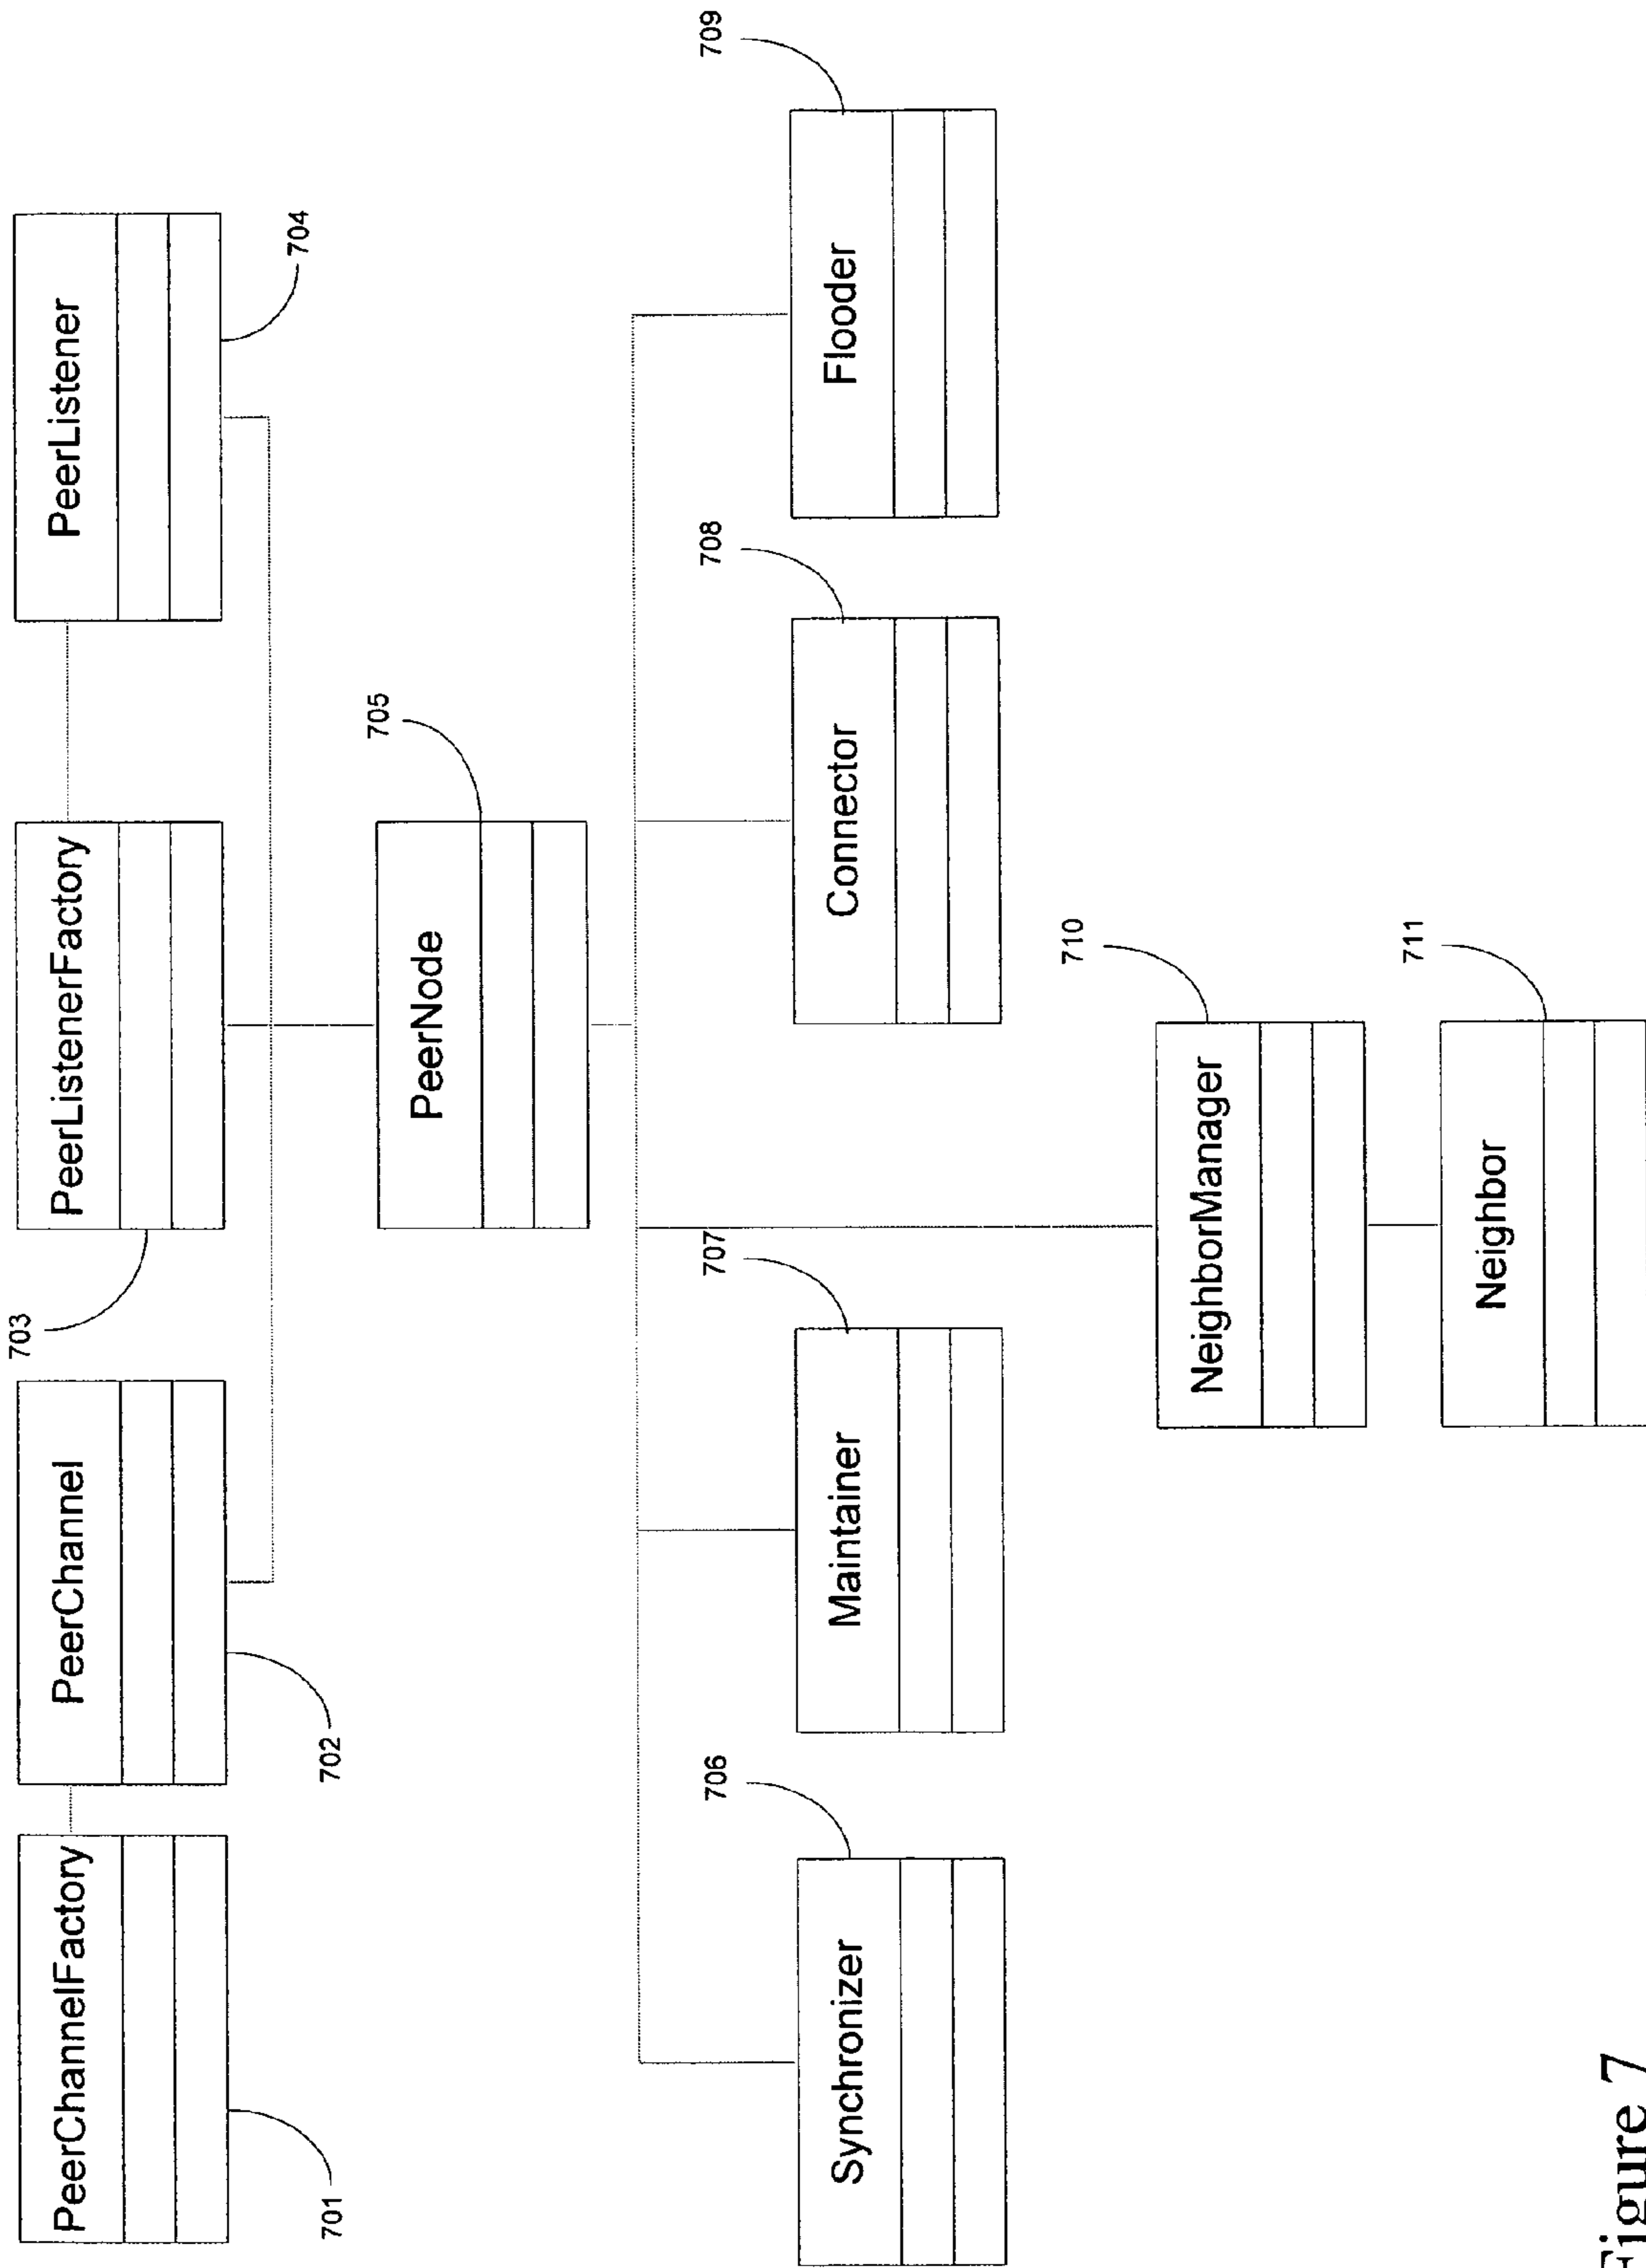 PeerChannelFactory
701
PeerChannel
702
PeerListenerFactory
703
PeerListener
704
PeerNode
705
Synchronizer
706
Maintainer
707
Connector
708
Flooder
709
NeighborManager
710
Neighbor
711
Figure 7